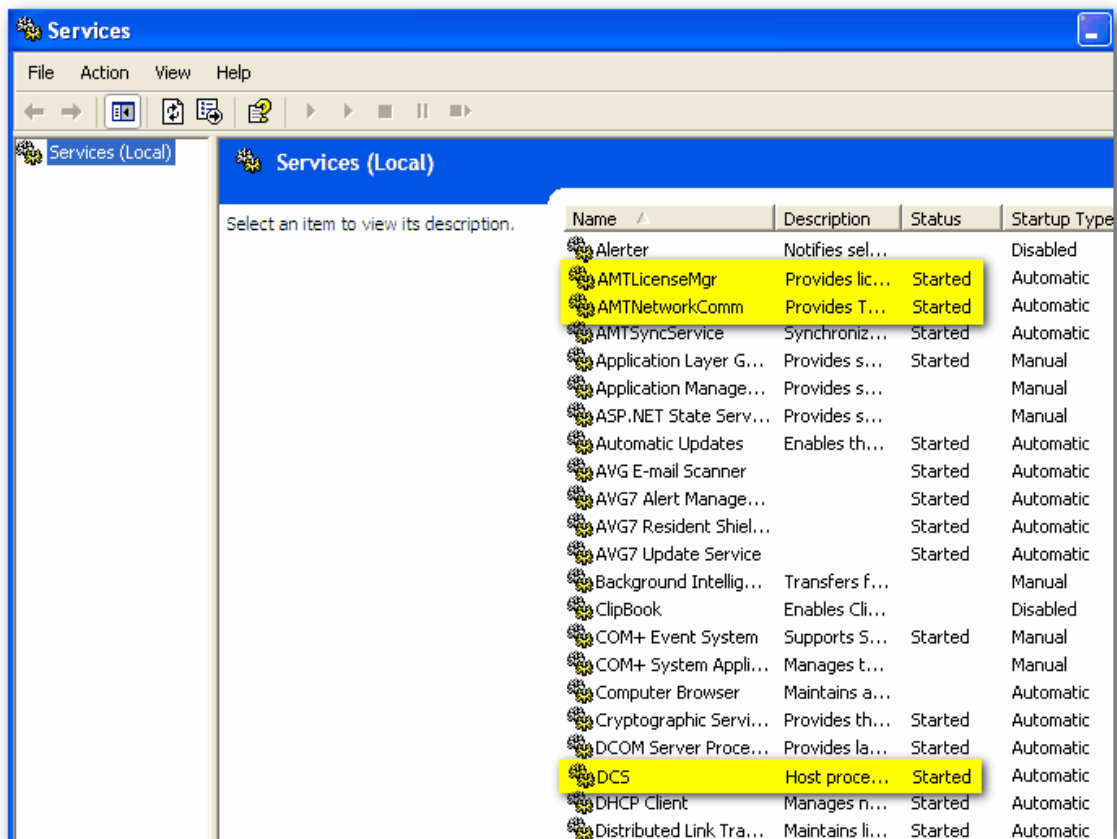 Services
File Action View Help
Services (Local)
Services (Local)
Select an item to view its description.
Name Description Status Startup Type
Alerter Notifies sel... Disabled
AMTLicenseMgr Provides lic... Started Automatic
AMTNetworkComm Provides T... Started Automatic
AMTSyncService Synchroniz... Started Automatic
Application Layer G... Provides s... Started Manual
Application Manage... Provides s... Manual
ASP.NET State Serv... Provides s... Manual
Automatic Updates Enables th... Started Automatic
AVG E-mail Scanner Started Automatic
AVG7 Alert Manage... Started Automatic
AVG7 Resident Shiel... Started Automatic
AVG7 Update Service Started Automatic
Background Intellig... Transfers f... Manual
ClipBook Enables Cli... Disabled
COM+ Event System Supports S... Started Manual
COM+ System Appli... Manages t... Manual
Computer Browser Maintains a... Automatic
Cryptographic Servi... Provides th... Started Automatic
DCOM Server Proce... Provides la... Started Automatic
DCS Host proce... Started Automatic
DHCP Client Manages n... Started Automatic
Distributed Link Tra... Maintains li... Started Automatic